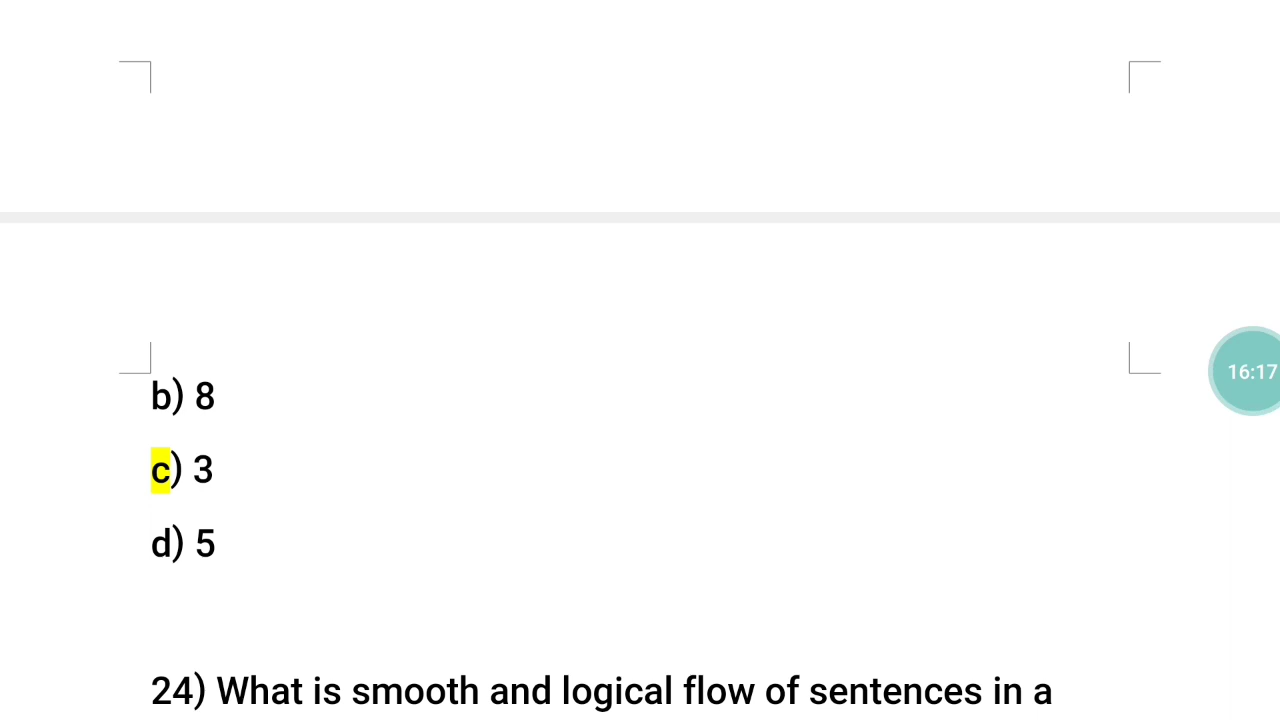 b) 8
c) 3
16:17
d) 5
24) What is smooth and logical flow of sentences in a